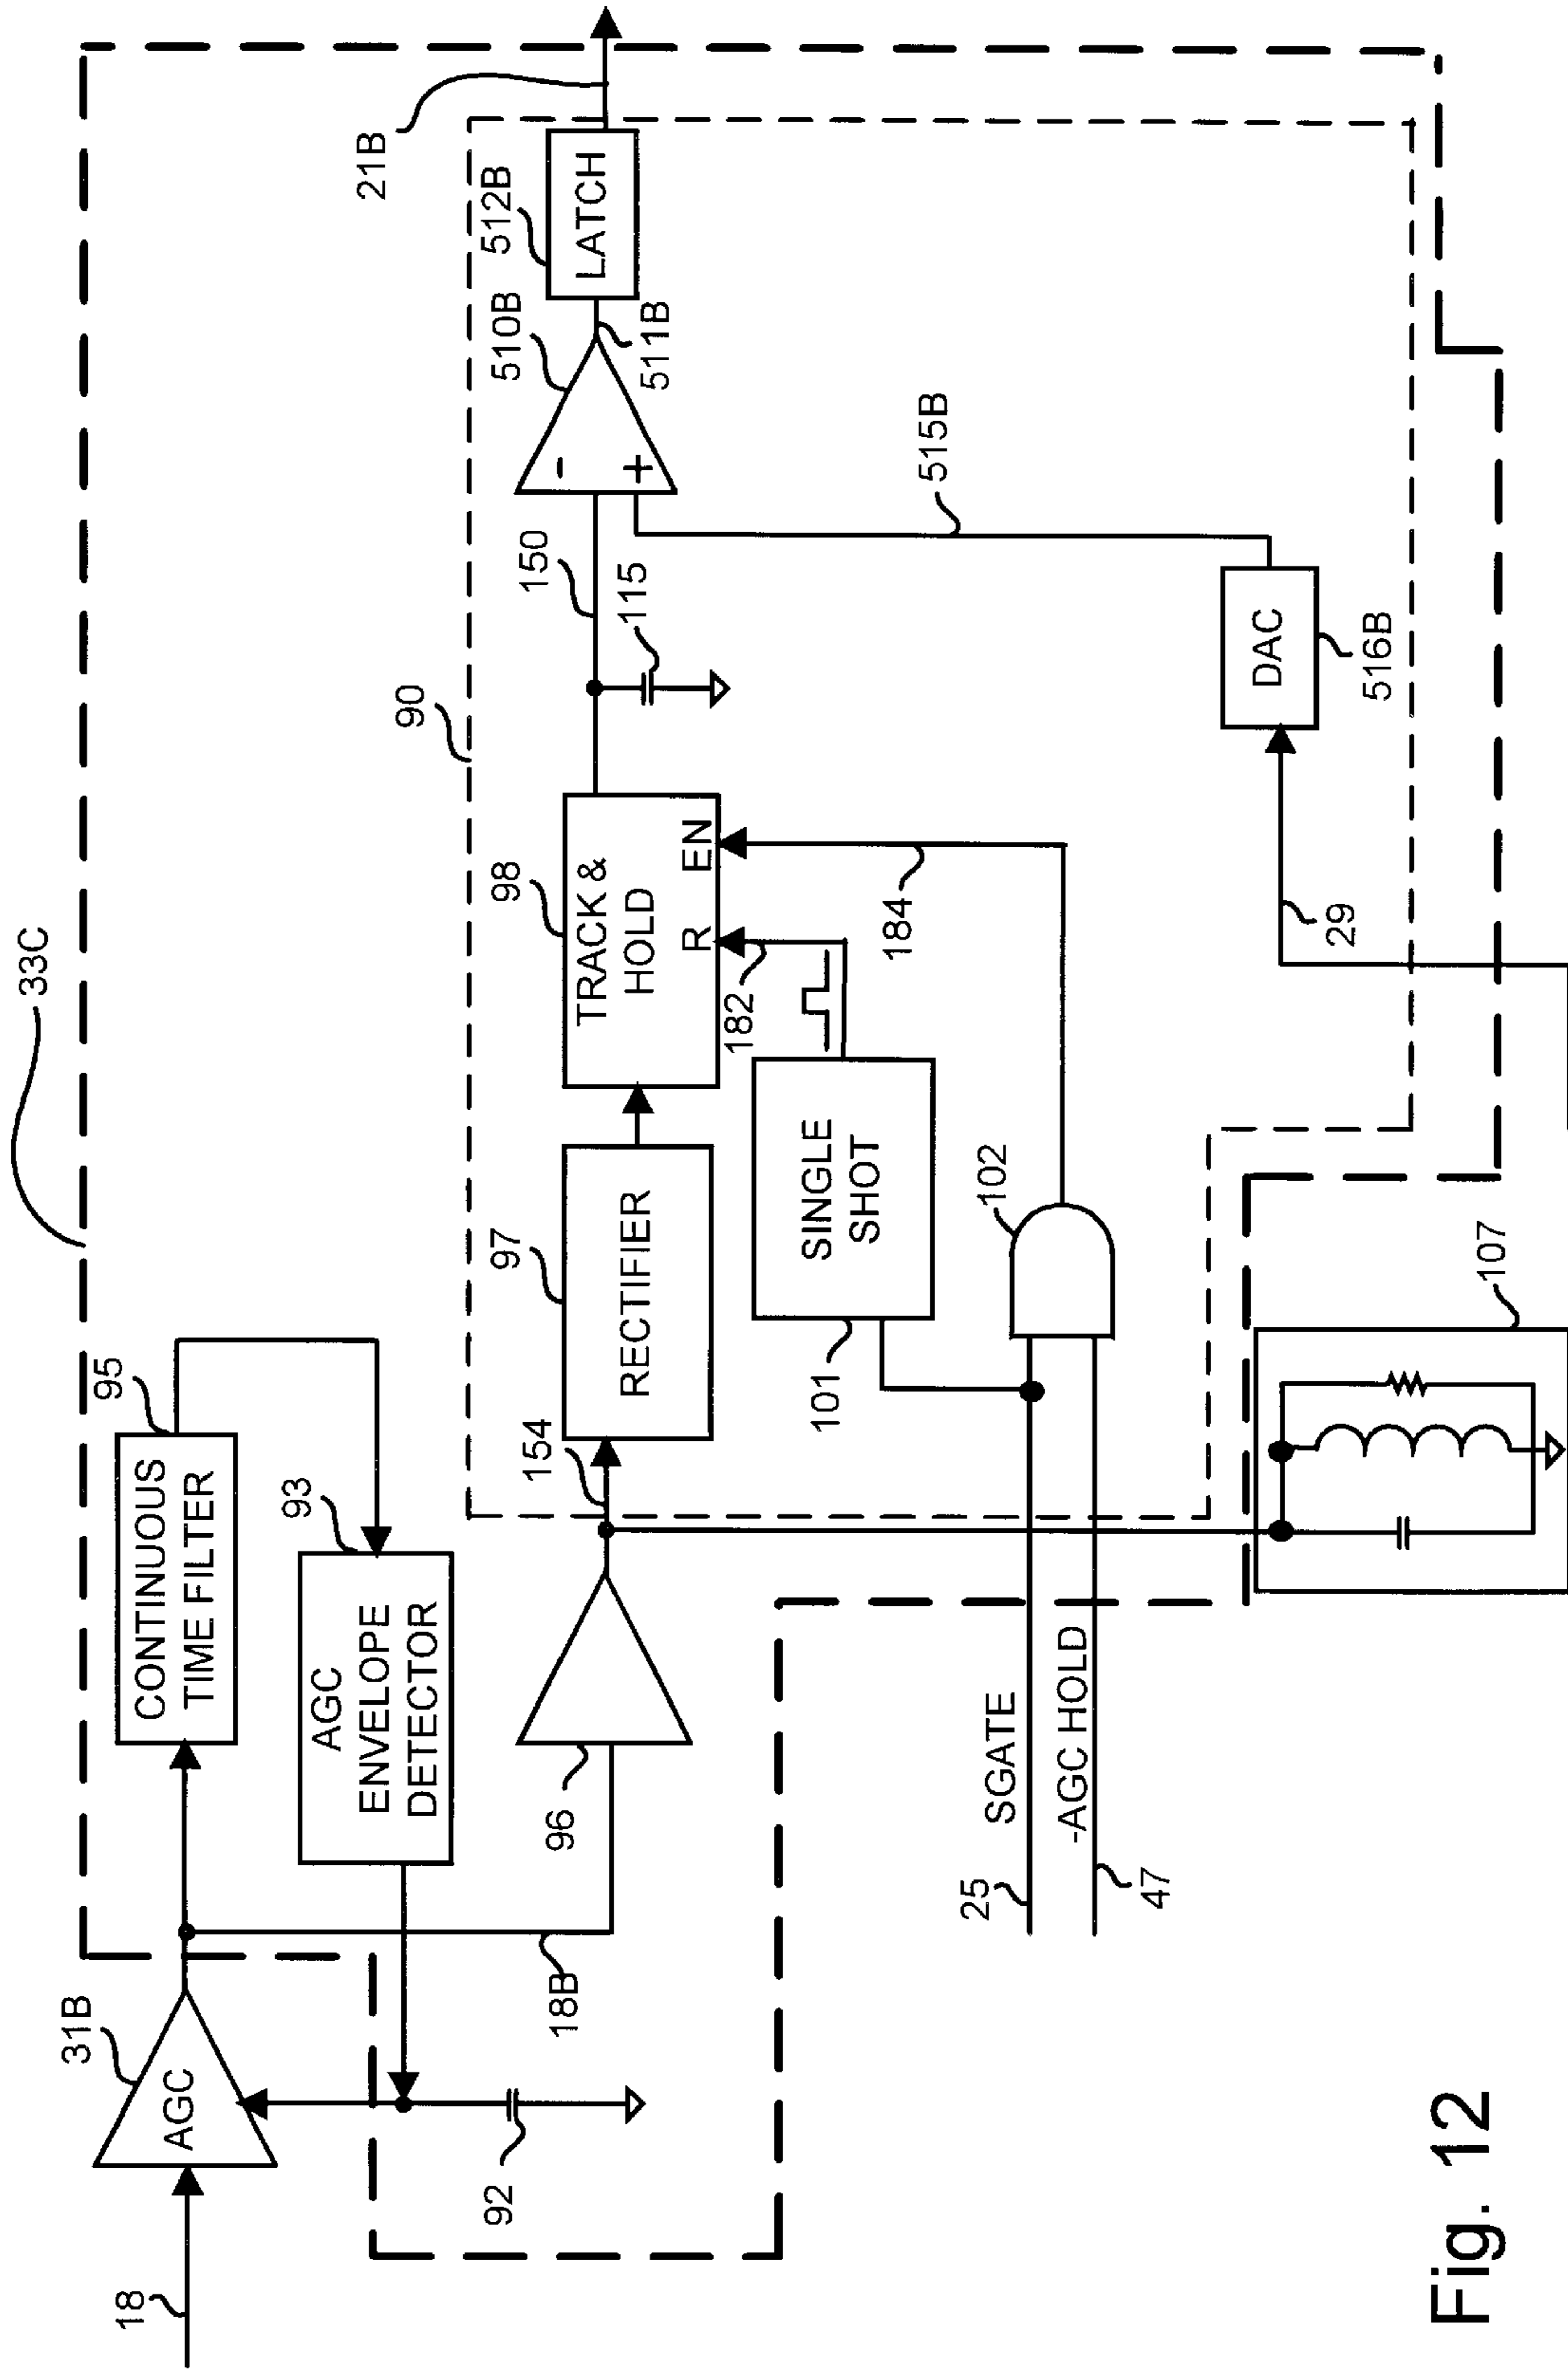 33C
18
AGC
31B
92
CONTINUOUS
TIME FILTER
95
AGC
ENVELOPE
DETECTOR
93
18B
96
154
RECTIFIER
97
TRACK &
HOLD
R
EN
98
90
150
115
-
+
510B
511B
LATCH
512B
21B
182
SINGLE
SHOT
101
184
102
SGATE
25
-AGC HOLD
47
515B
DAC
516B
29
107
Fig. 12